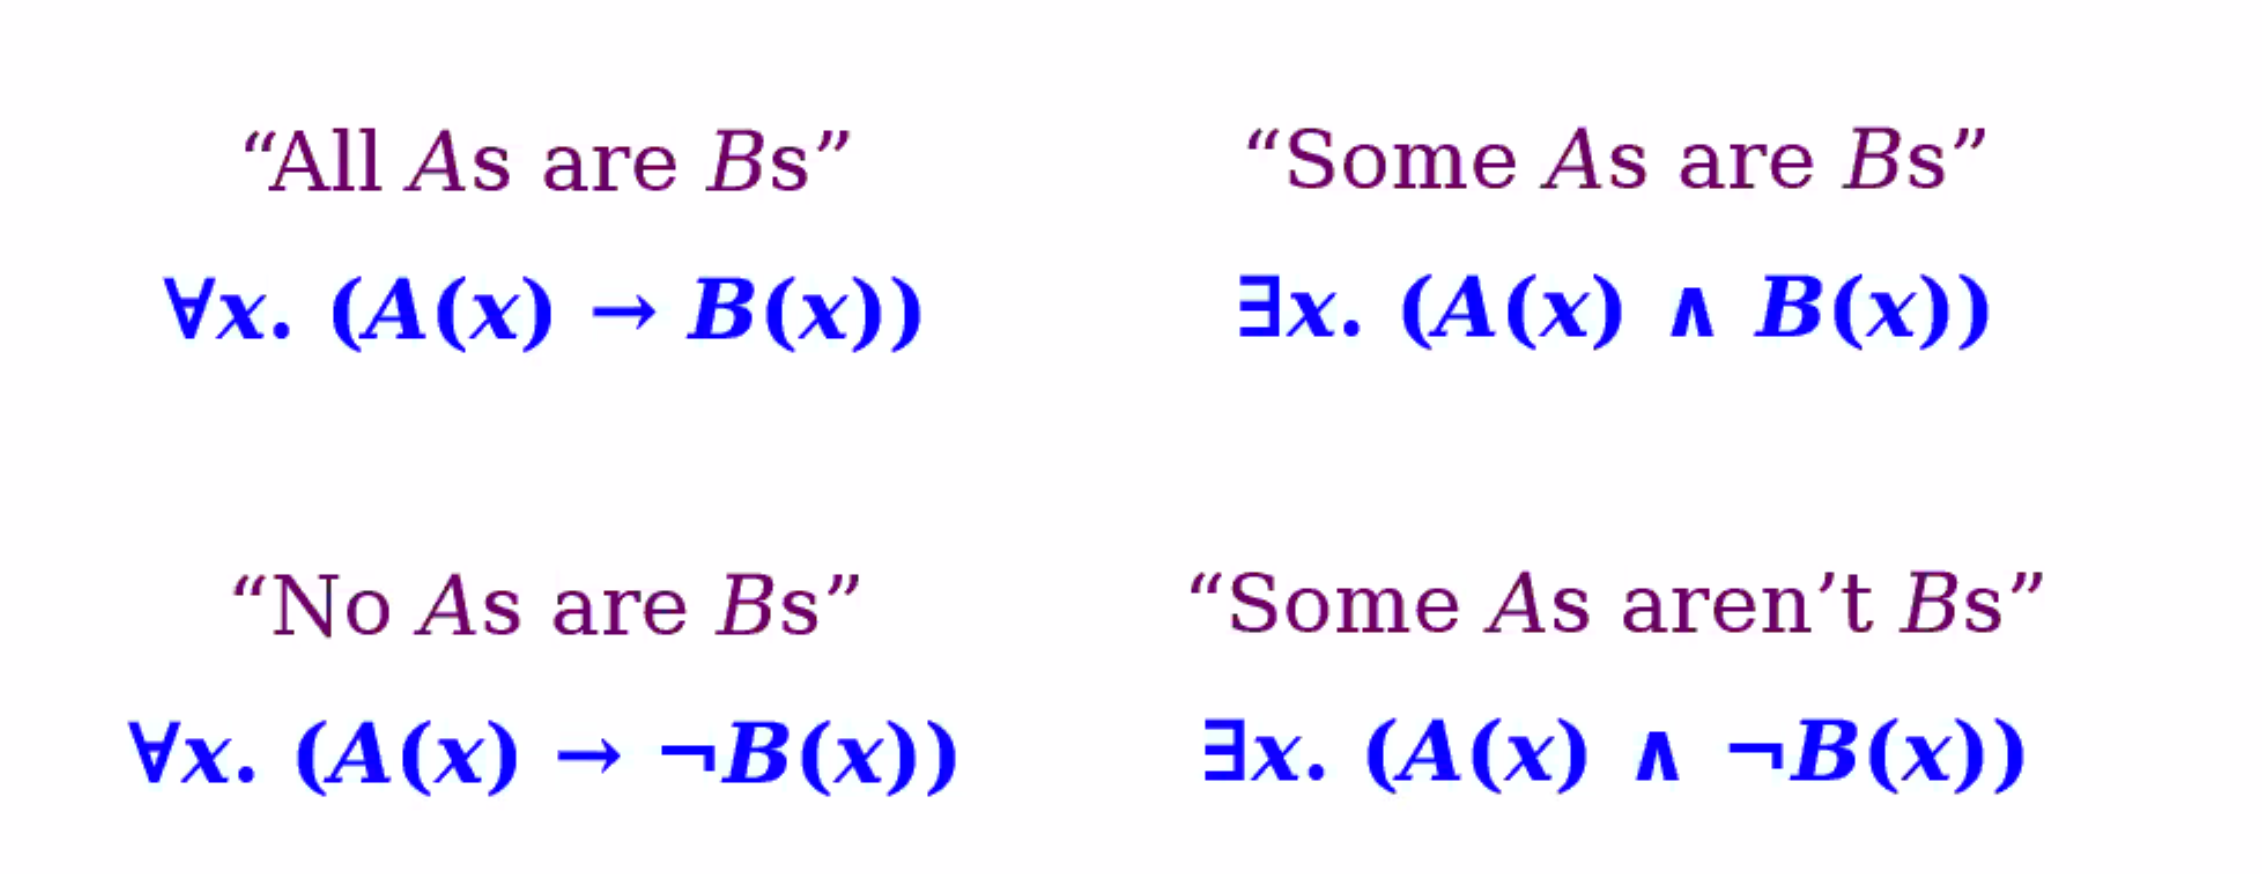 “All As are Bs”
∀x. (A(x) → B(x))
“Some As are Bs”
∃x. (A(x) ∧ B(x))
“No As are Bs”
∀x. (A(x) → ¬B(x))
“Some As aren’t Bs”
∃x. (A(x) ∧ ¬B(x))